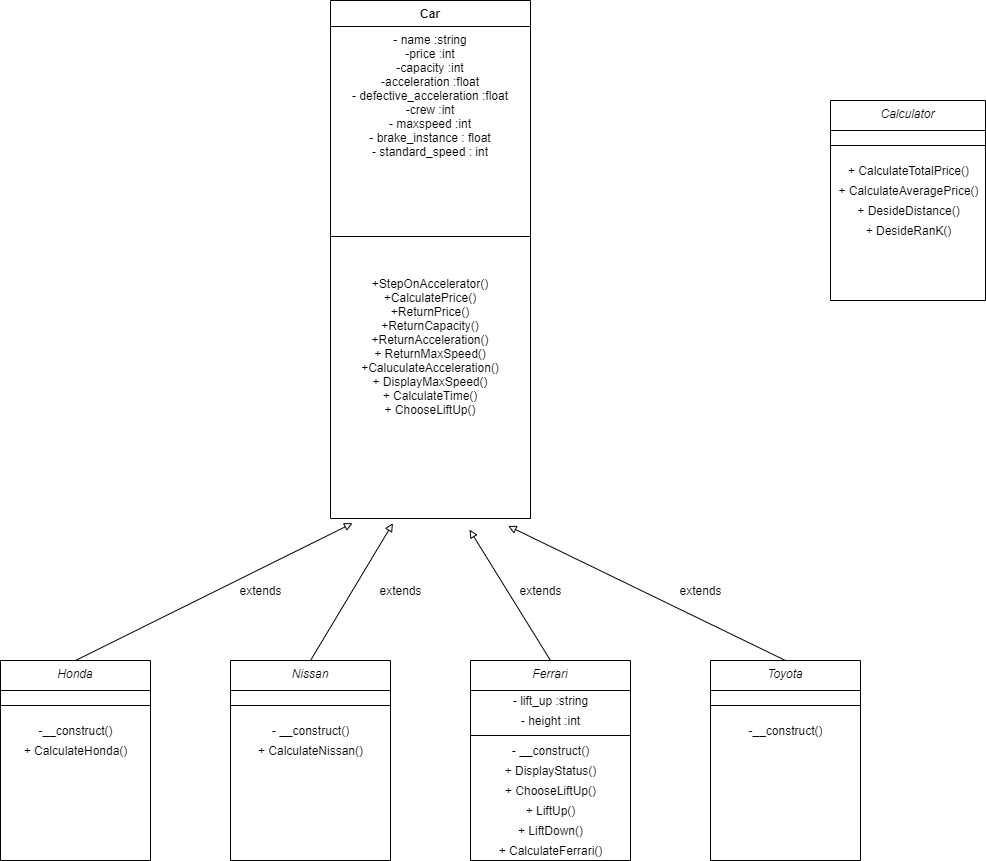 Car
- name :string
-price :int
-capacity :int
-acceleration :float
- defective_acceleration :float
-crew :int
- maxspeed :int
- brake_instance : float
- standard_speed : int
+StepOnAccelerator()
+CalculatePrice()
+ReturnPrice()
+ReturnCapacity()
+ReturnAcceleration()
+ ReturnMaxSpeed()
+CaluculateAcceleration()
+ DisplayMaxSpeed()
+ CalculateTime()
+ ChooseLiftUp()
Calculator
+ CalculateTotalPrice()
+ CalculateAveragePrice()
+ DesideDistance()
+ DesideRanK()
extends
extends
extends
extends
Honda
-__construct()
+ CalculateHonda()
Nissan
- __construct()
+ CalculateNissan()
Ferrari
- lift_up :string
- height :int
- __construct()
+ DisplayStatus()
+ ChooseLiftUp()
+ LiftUp()
+ LiftDown()
+ CalculateFerrari()
Toyota
-__construct()